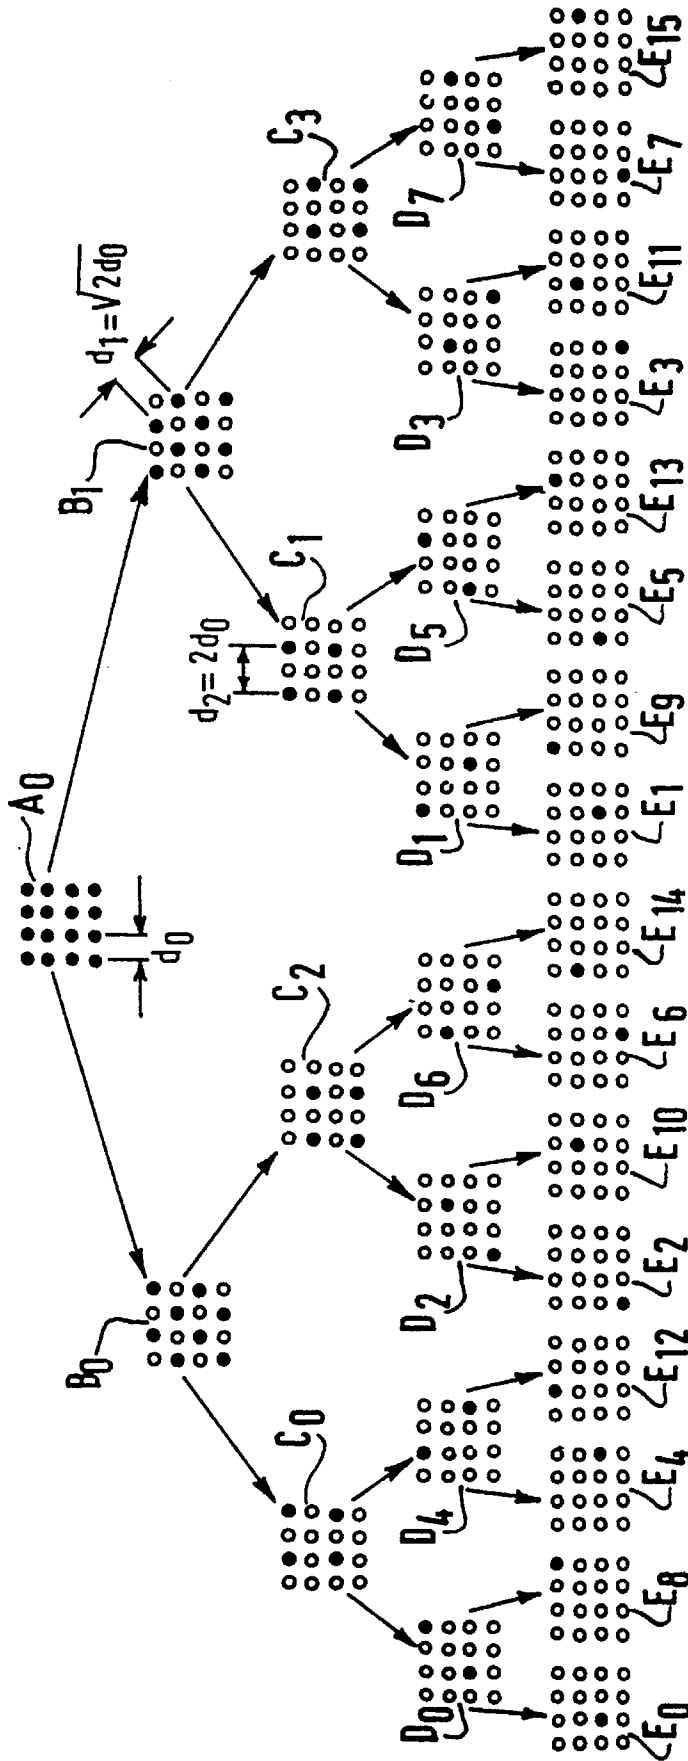 A0
d0
B0
B1
d1 = √2d0
C0
C2
d2 = 2d0
C1
C3
D0
D4
D2
D6
D1
D5
D3
D7
E0
E8
E4
E12
E2
E10
E6
E14
E1
E9
E5
E13
E3
E11
E7
E15